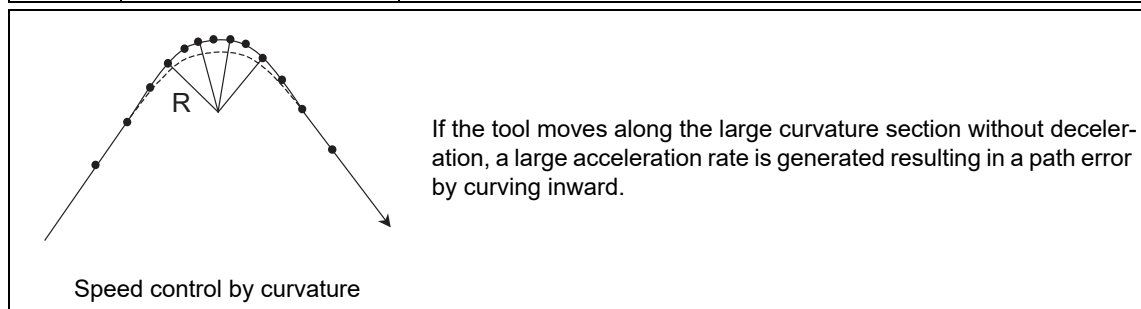 R
If the tool moves along the large curvature section without deceler-
ation, a large acceleration rate is generated resulting in a path error
by curving inward.
Speed control by curvature